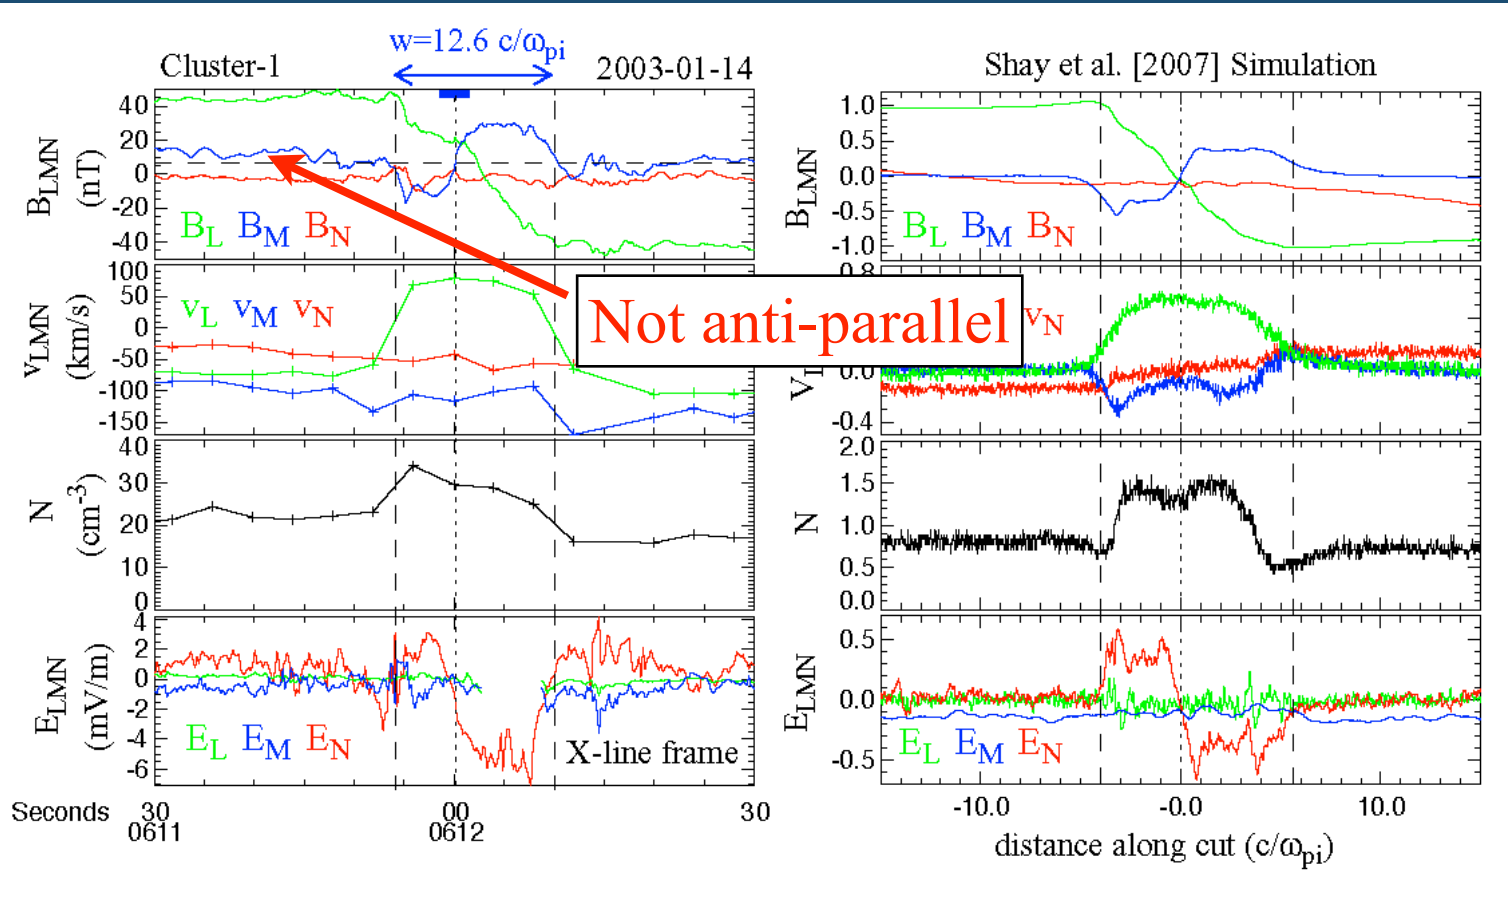 w=12.6 c/ωpi
Cluster-1
2003-01-14
Shay et al. [2007] Simulation
BLMN
(nT)
40
20
0
-20
-40
BL BM BN
BLMN
1.0
0.5
0.0
-0.5
-1.0
BL BM BN
vLMN
(km/s)
100
50
0
-50
-100
-150
vL vM vN
Not anti-parallel
0.8
0.0
-0.4
vN
N
(cm-3)
40
30
20
10
0
N
2.0
1.5
1.0
0.5
0.0
ELMN
(mV/m)
4
2
0
-2
-4
-6
EL EM EN
X-line frame
ELMN
0.5
0.0
-0.5
EL EM EN
Seconds
30
00
30
0611
0612
-10.0
-0.0
10.0
distance along cut (c/ωpi)